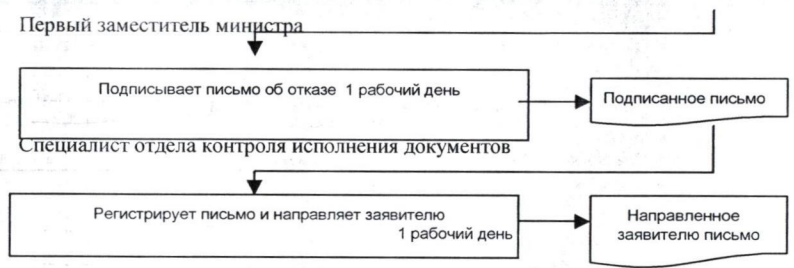 Первый заместитель министра
Подписывает письмо об отказе 1 рабочий день
Подписанное письмо
Специалист отдела контроля исполнения документов
Регистрирует письмо и направляет заявителю
1 рабочий день
Направленное
заявителю письмо